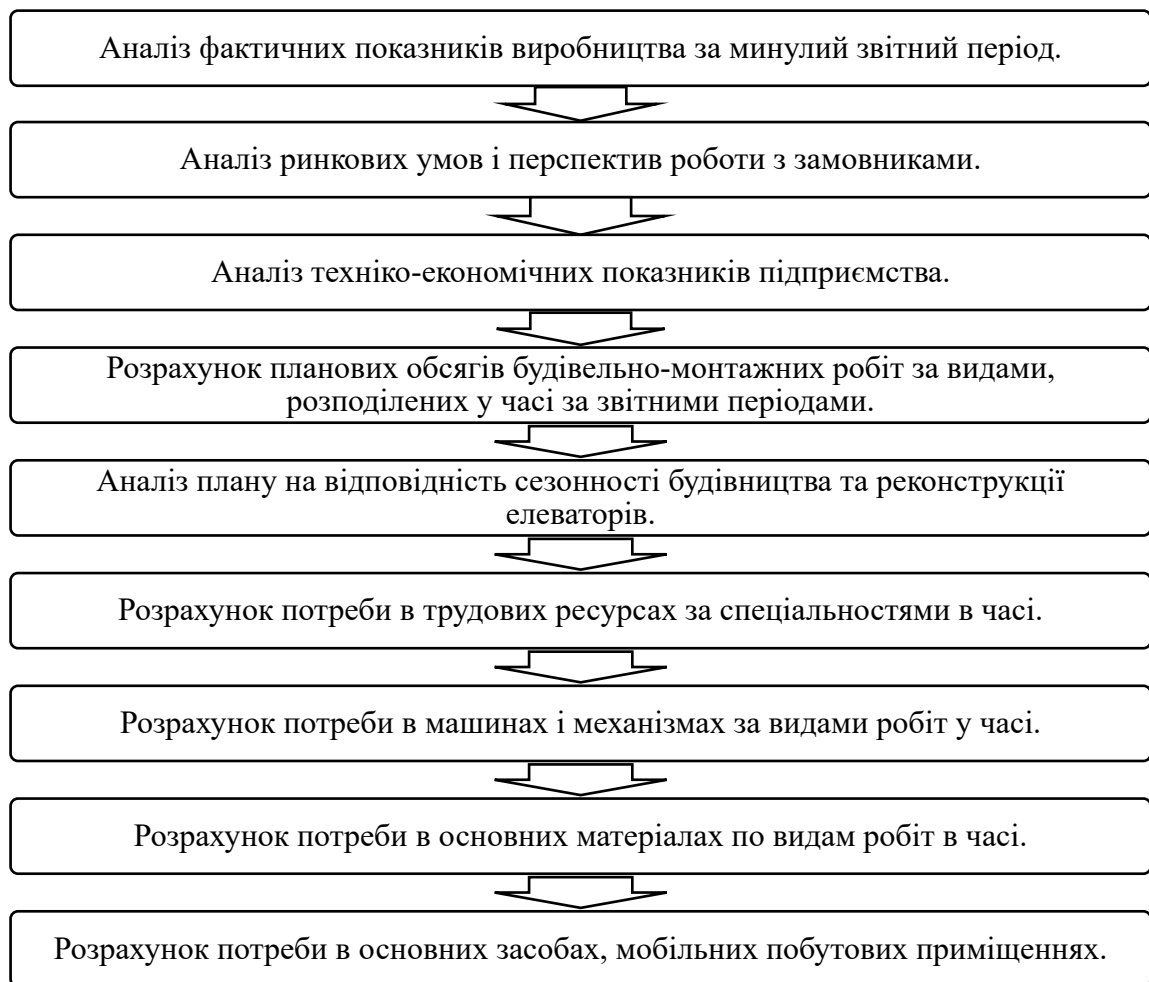 Аналіз фактичних показників виробництва за минулий звітний період.
Аналіз ринкових умов і перспектив роботи з замовниками.
Аналіз техніко-економічних показників підприємства.
Розрахунок планових обсягів будівельно-монтажних робіт за видами,
розподілених у часі за звітними періодами.
Аналіз плану на відповідність сезонності будівництва та реконструкції
елеваторів.
Розрахунок потреби в трудових ресурсах за спеціальностями в часі.
Розрахунок потреби в машинах і механізмах за видами робіт у часі.
Розрахунок потреби в основних матеріалах по видам робіт в часі.
Розрахунок потреби в основних засобах, мобільних побутових приміщеннях.